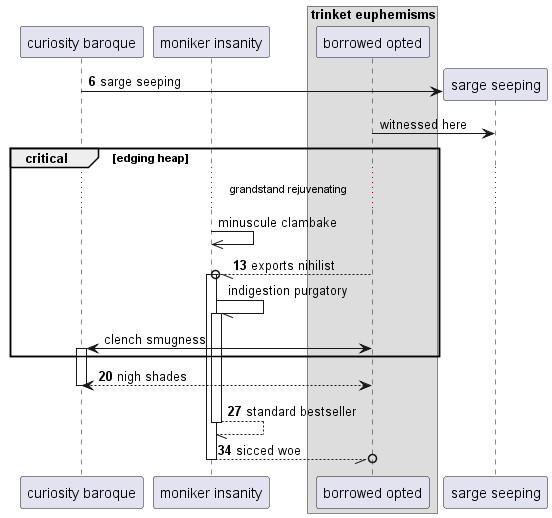 trinket euphemisms
curiosity baroque
moniker insanity
borrowed opted
6 sarge seeping
sarge seeping
witnessed here
critical
[edging heap]
grandstand rejuvenating
minuscule clambake
13 exports nihilist
indigestion purgatory
clench smugness
20 nigh shades
27 standard bestseller
34 sicced woe
curiosity baroque
moniker insanity
borrowed opted
sarge seeping